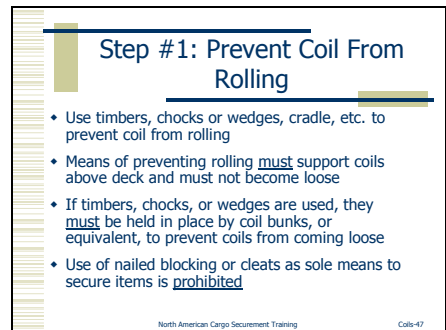 Step #1: Prevent Coil From
Rolling
Use timbers, chocks or wedges, cradle, etc. to
prevent coil from rolling
Means of preventing rolling must support coils
above deck and must not become loose
If timbers, chocks, or wedges are used, they
must be held in place by coil bunks, or
equivalent, to prevent coils from coming loose
Use of nailed blocking or cleats as sole means to
secure items is prohibited
North American Cargo Securement Training
Coils-47